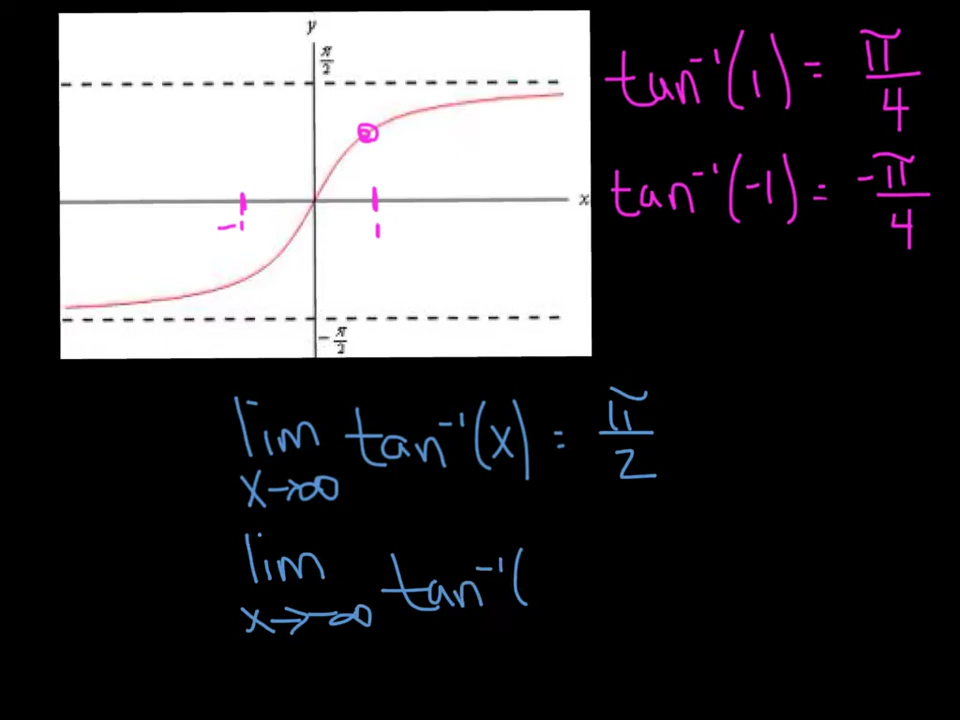 y
π/2
x
-1
1
-π/2
tan⁻¹(1) = π/4
tan⁻¹(-1) = -π/4
lim x→∞ tan⁻¹(x) = π/2
lim x→-∞ tan⁻¹(